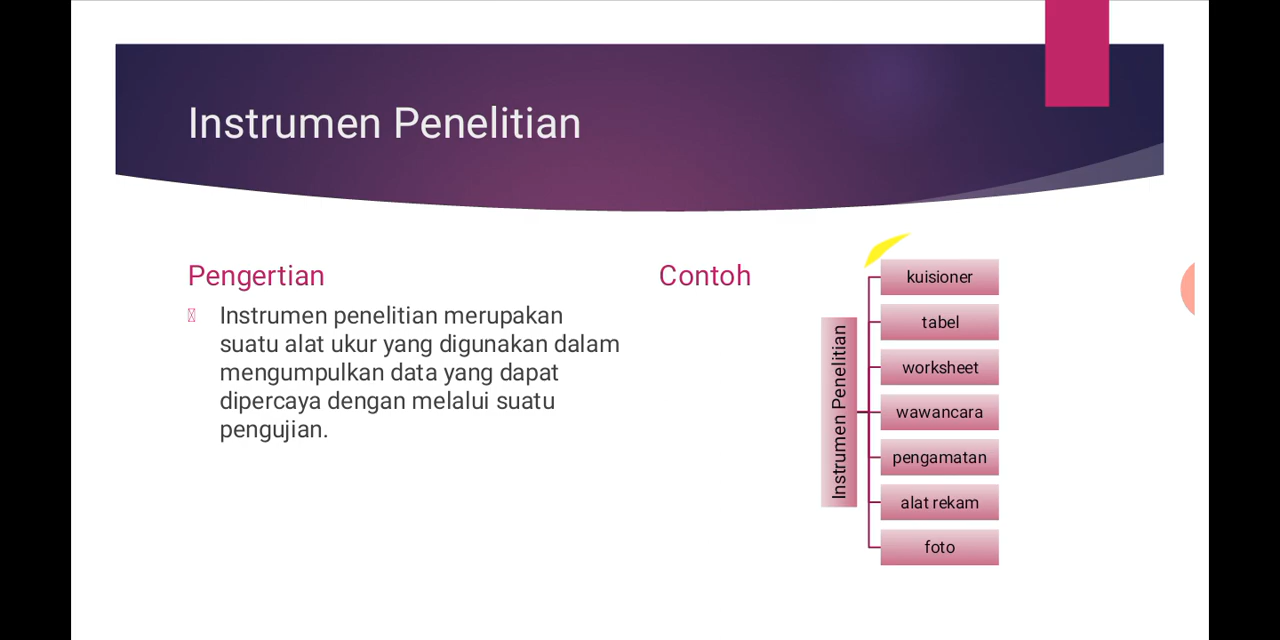 Instrumen Penelitian
Pengertian
Instrumen penelitian merupakan
suatu alat ukur yang digunakan dalam
mengumpulkan data yang dapat
dipercaya dengan melalui suatu
pengujian.
Contoh
Instrumen Penelitian
kuisioner
tabel
worksheet
wawancara
pengamatan
alat rekam
foto